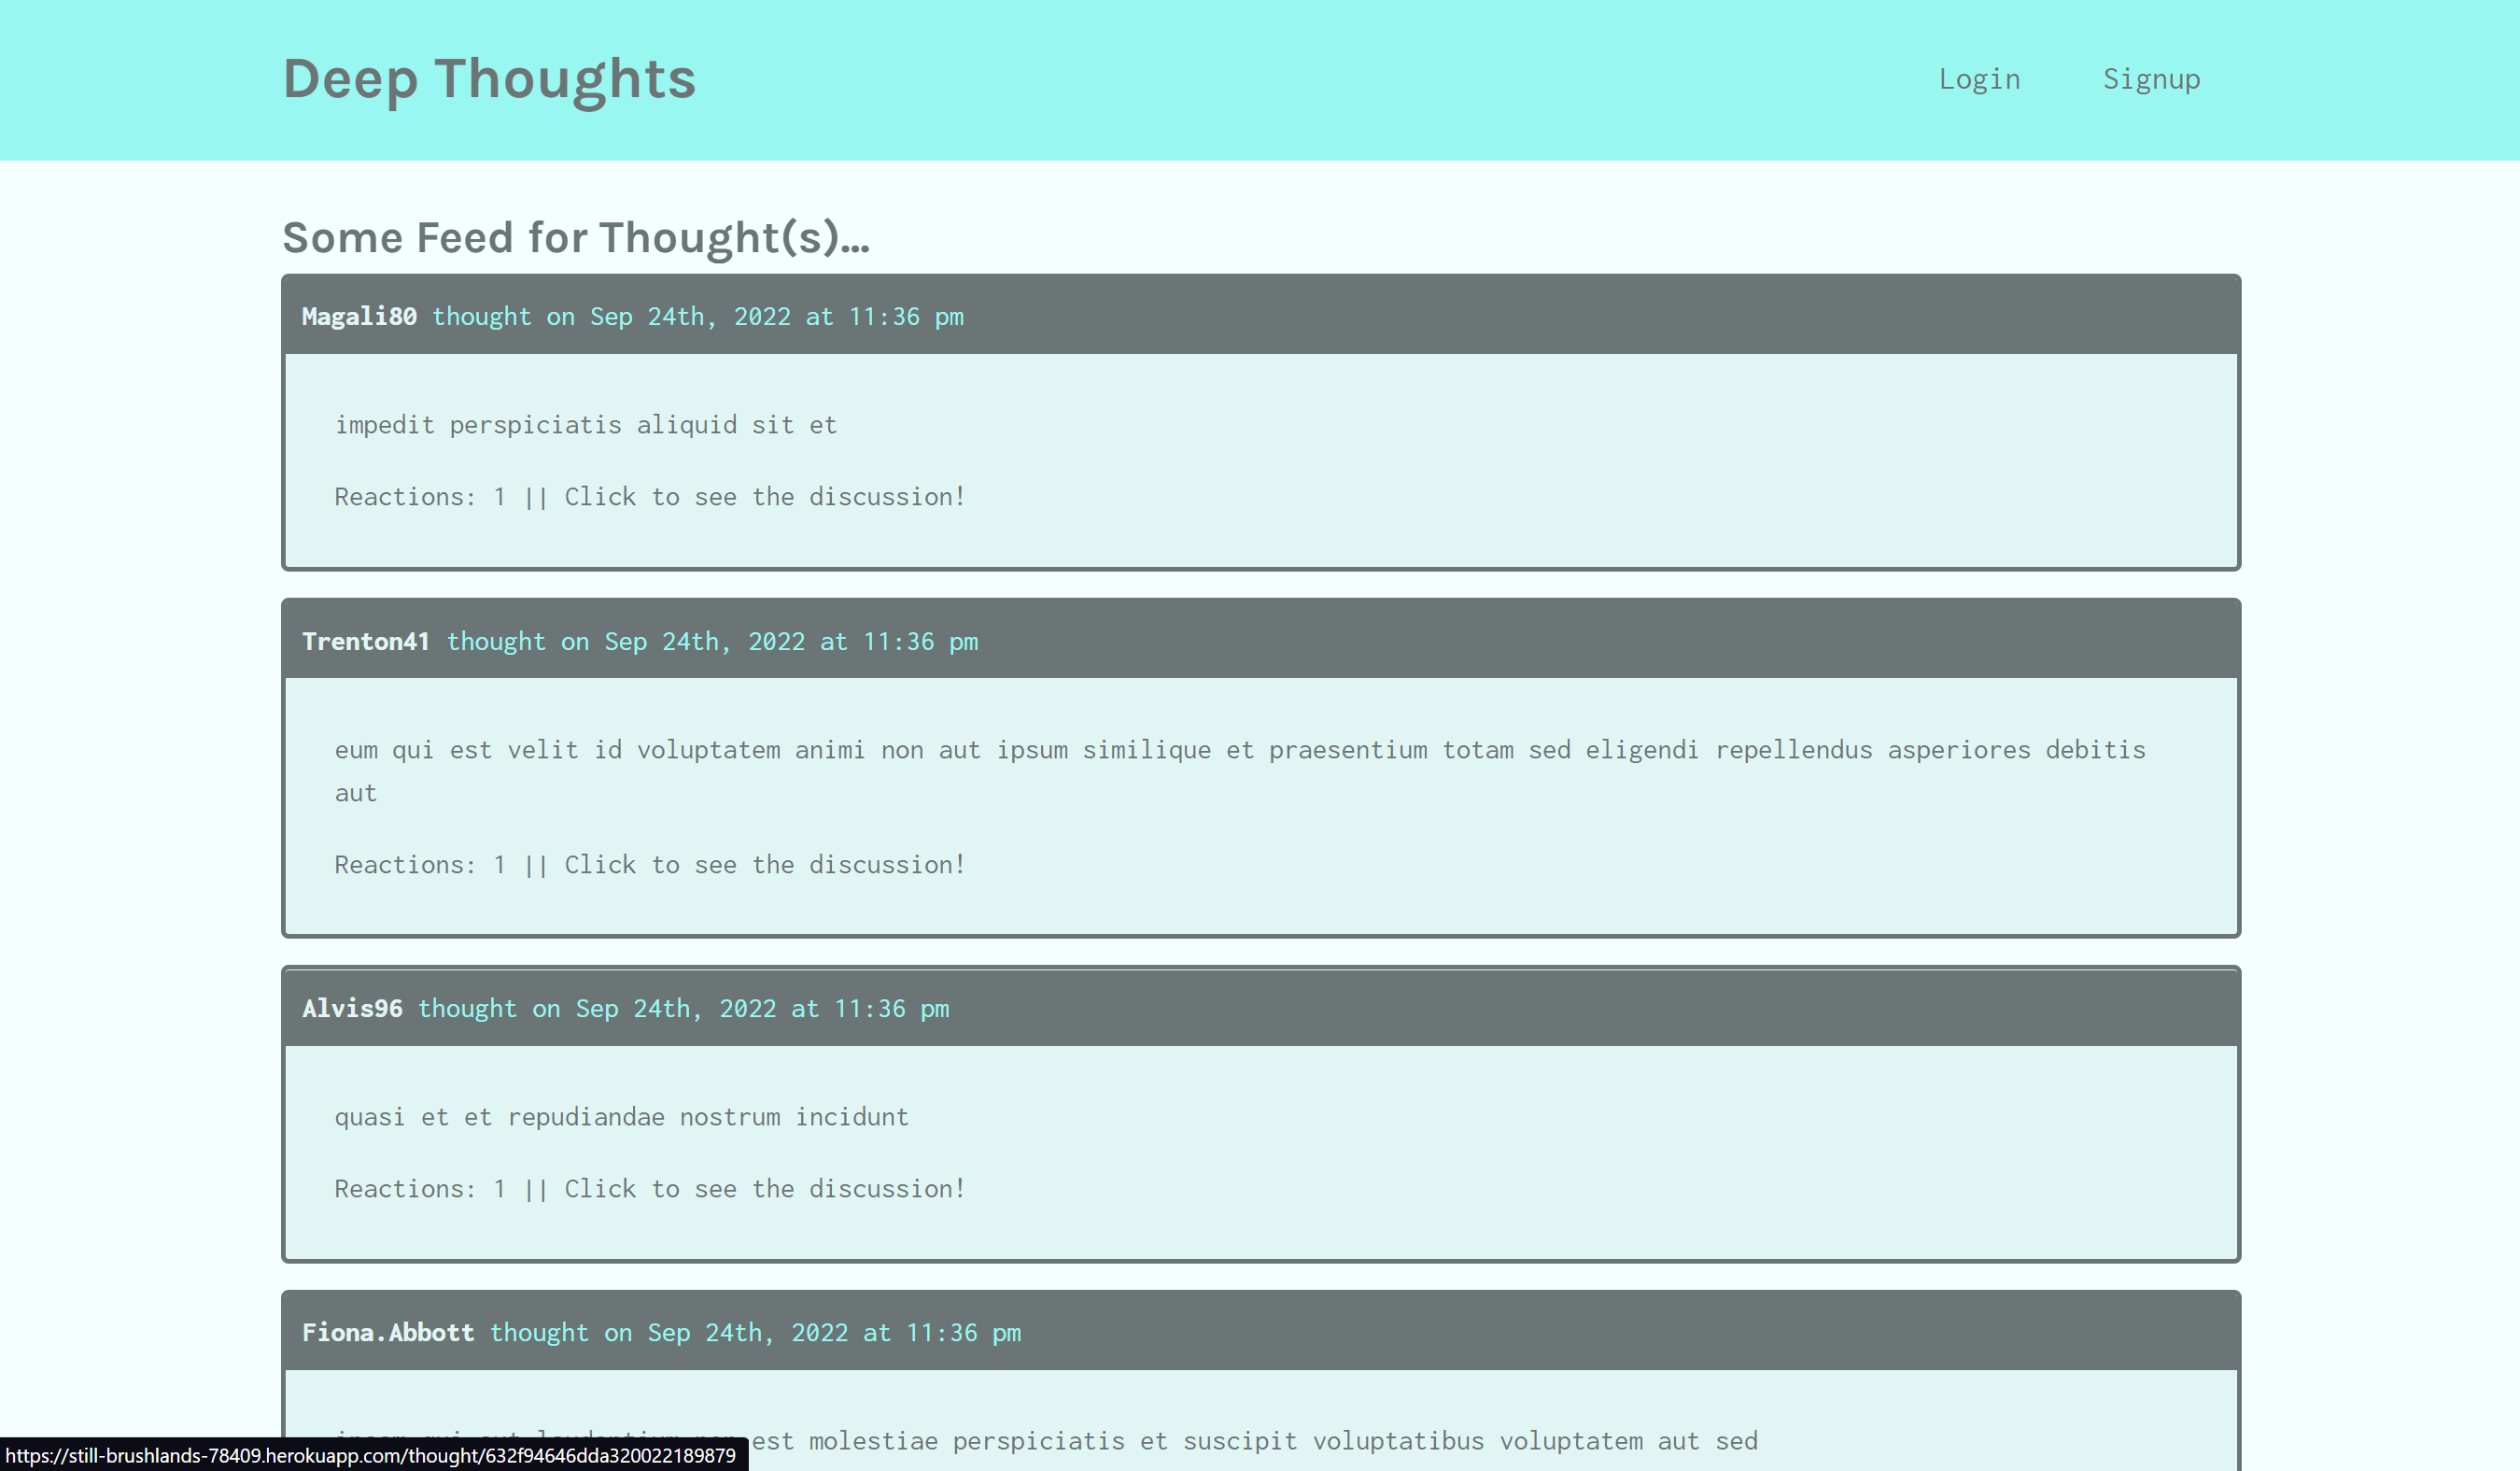 Deep Thoughts
Login Signup
Some Feed for Thought(s)...
Magali80 thought on Sep 24th, 2022 at 11:36 pm
impedit perspiciatis aliquid sit et
Reactions: 1 || Click to see the discussion!
Trenton41 thought on Sep 24th, 2022 at 11:36 pm
eum qui est velit id voluptatem animi non aut ipsum similique et praesentium totam sed eligendi repellendus asperiores debitis
aut
Reactions: 1 || Click to see the discussion!
Alvis96 thought on Sep 24th, 2022 at 11:36 pm
quasi et et repudiandae nostrum incidunt
Reactions: 1 || Click to see the discussion!
Fiona.Abbott thought on Sep 24th, 2022 at 11:36 pm
est molestiae perspiciatis et suscipit voluptatibus voluptatem aut sed
https://still-brushlands-78409.herokuapp.com/thought/632f94646dda320022189879